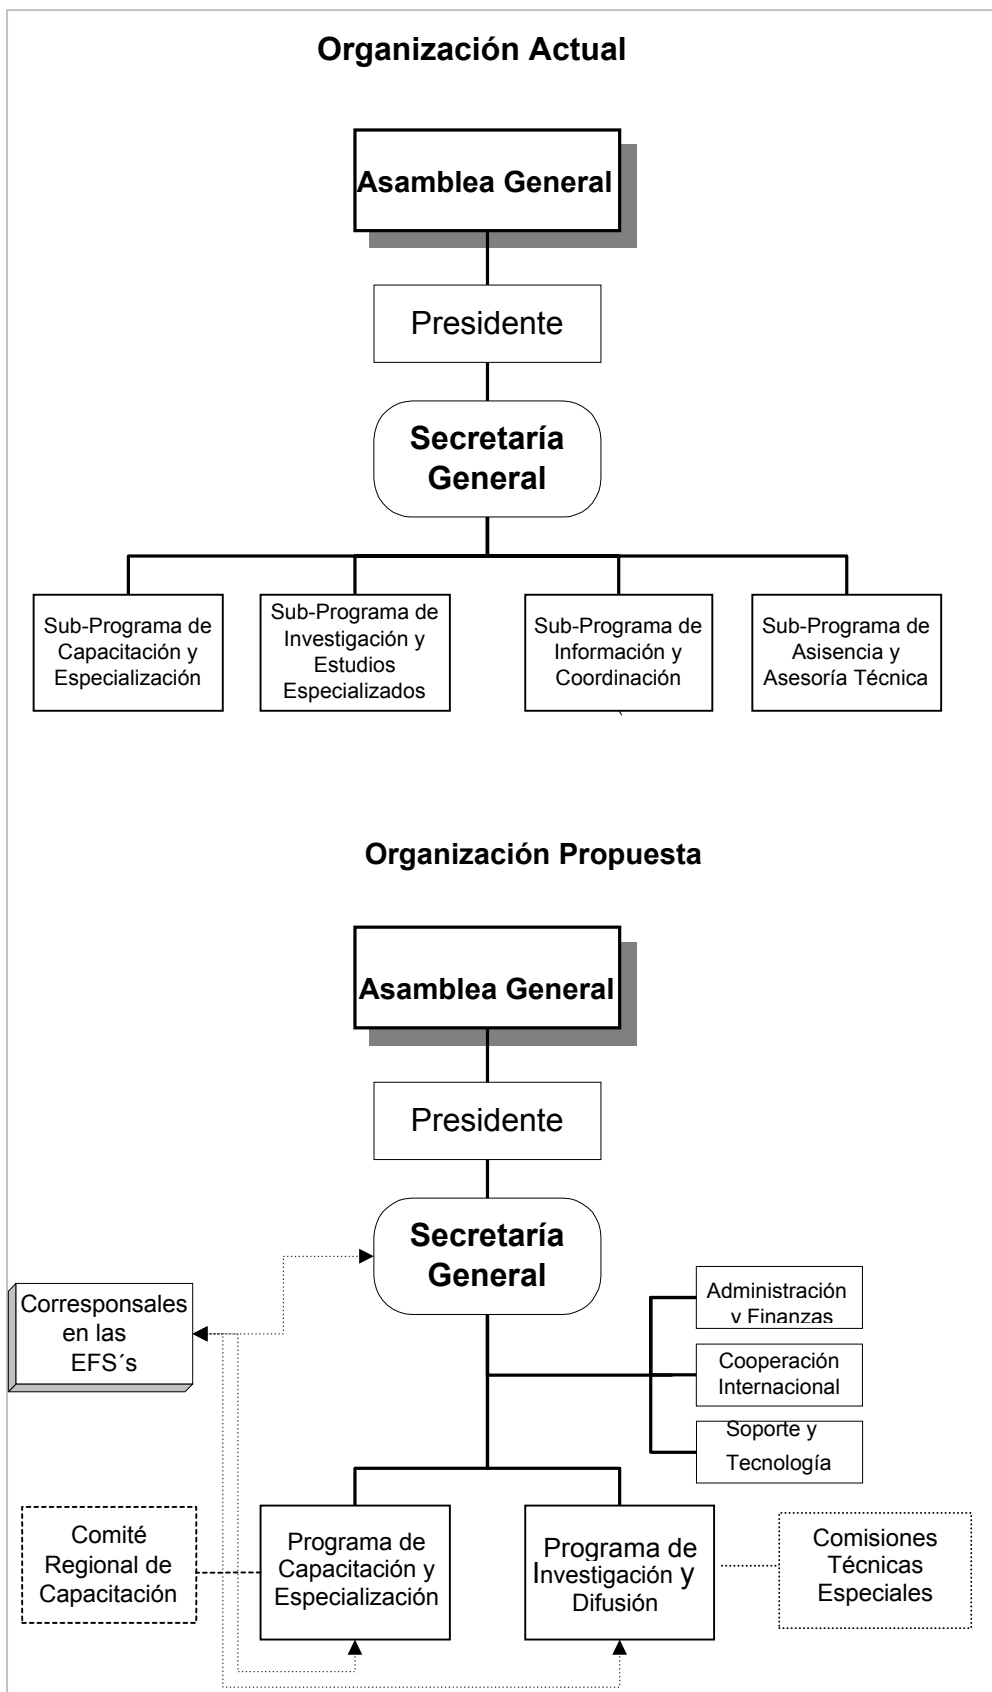 Organización Actual
Asamblea General
Presidente
Secretaría
General
Sub-Programa de
Capacitación y
Especialización
Sub-Programa de
Investigación y
Estudios
Especializados
Sub-Programa de
Información y
Coordinación
Sub-Programa de
Asisencia y
Asesoría Técnica
Organización Propuesta
Asamblea General
Presidente
Secretaría
General
Corresponsales
en las
EFS´s
Administración
y Finanzas
Cooperación
Internacional
Soporte y
Tecnología
Comité
Regional de
Capacitación
Programa de
Capacitación y
Especialización
Programa de
Investigación y
Difusión
Comisiones
Técnicas
Especiales